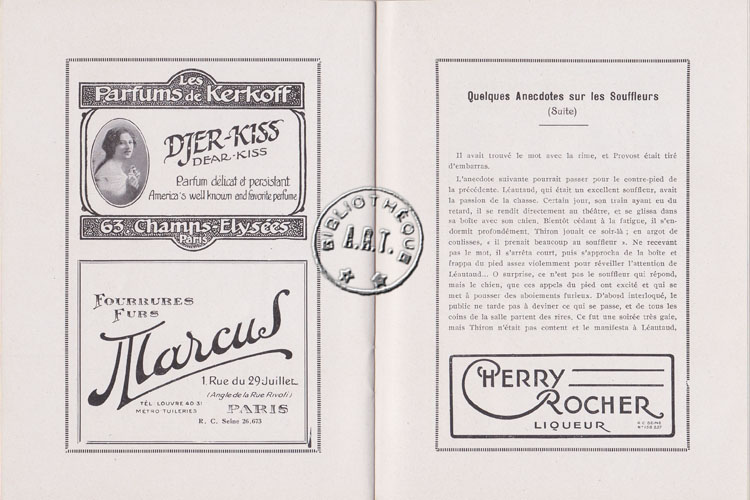 Les
Parfums de Kerkoff
DJER-KISS
DEAR-KISS
Parfum délicat et persistant
America's well known and favorite perfume
63, Champs-Elysées
Paris
FOURRURES
FURS
Marcus
1, Rue du 29 Juillet
(Angle de la Rue Rivoli)
TÉL. LOUVRE 40 31
METRO TUILERIES
PARIS
R. C. Seine 26.673
BIBLIOTHÈQUE
A.R.T.
Quelques Anecdotes sur les Souffleurs
(Suite)
Il avait trouvé le mot avec la rime, et Provost était tiré
d'embarras.
L'anecdote suivante pourrait passer pour le contre-pied de
la précédente. Léautaud, qui était un excellent souffleur, avait
la passion de la chasse. Certain jour, son train ayant eu du
retard, il se rendit directement au théâtre, et se glissa dans
sa boîte avec son chien. Bientôt cédant à la fatigue, il s'en-
dormit profondément. Thiron jouait ce soir-là ; en argot de
coulisses, « il prenait beaucoup au souffleur ». Ne recevant
pas le mot, il s'arrêta court, puis s'approcha de la boîte et
frappa du pied asses violemment pour réveiller l'attention de
Léautaud... O surprise, ce n'est pas le souffleur qui répond,
mais le chien, que ces appels du pied ont excité et qui se
met à pousser des aboiements furieux. D'abord interloqué, le
public ne tarde pas à deviner ce qui se passe, et de tous les
coins de la salle partent des rires. Ce fut une soirée très gaie,
mais Thiron n'était pas content et le manifesta à Léautaud,
CHERRY
ROCHER
LIQUEUR
R.C. SEINE